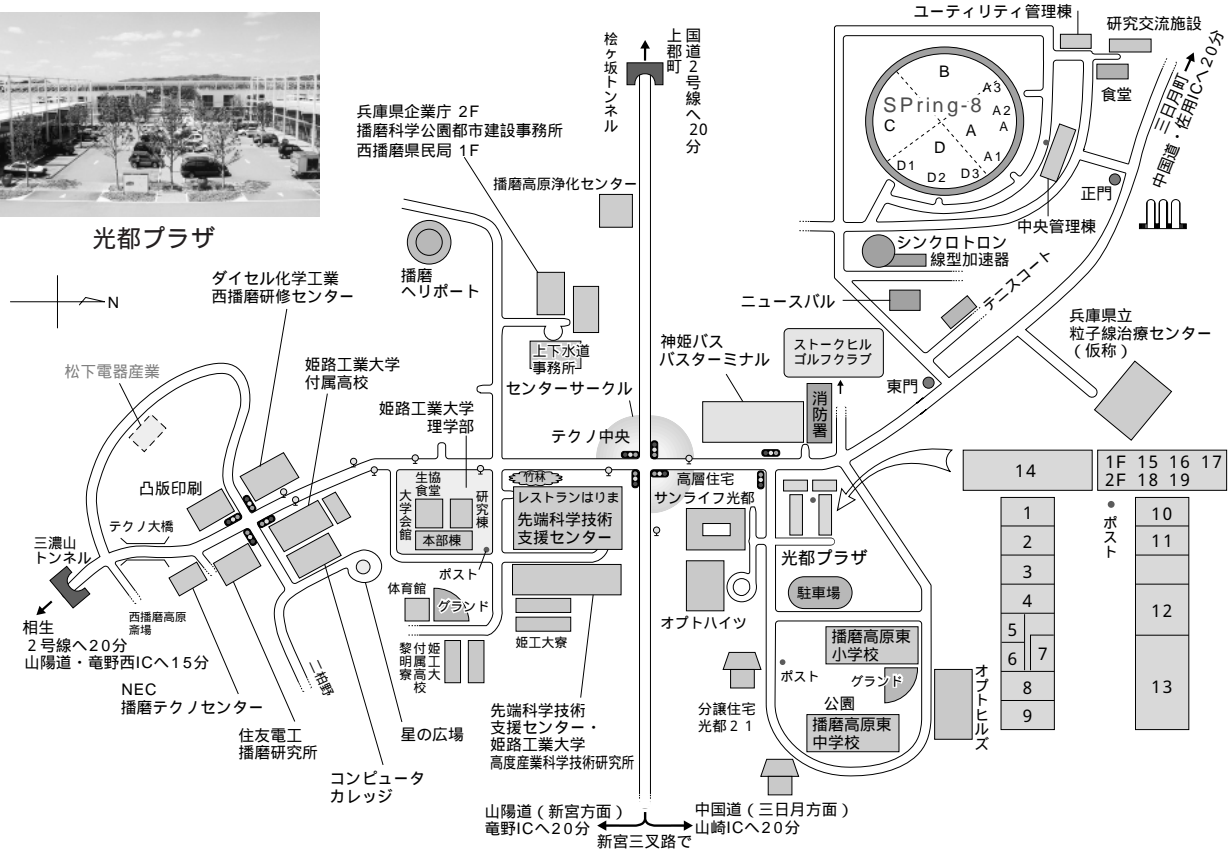 光都プラザ
N
兵庫県企業庁 2F
播磨科学公園都市建設事務所
西播磨県民局 1F
播磨高原浄化センター
桧ヶ坂トンネル
上郡町
国道2号線へ20分
ユーティリティ管理棟
研究交流施設
食堂
三日月町
中国道・佐用ICへ20分
SPring-8
B
A3
A2
A
A
C
D
A1
D1
D2
D3
正門
中央管理棟
シンクロトロン
線型加速器
ニュースバル
テニスコート
兵庫県立
粒子線治療センター
(仮称)
播磨
ヘリポート
ダイセル化学工業
西播磨研修センター
松下電器産業
姫路工業大学
付属高校
上下水道
事務所
センターサークル
神姫バス
バスターミナル
ストークヒル
ゴルフクラブ
消防署
東門
姫路工業大学
理学部
テクノ中央
凸版印刷
テクノ大橋
三濃山
トンネル
相生
2号線へ20分
山陽道・竜野西ICへ15分
西播磨高原
斎場
NEC
播磨テクノセンター
住友電工
播磨研究所
コンピュータ
カレッジ
二柏野
星の広場
生協
食堂
大学会館
研究棟
本部棟
ポスト
竹林
レストランはりま
先端科学技術
支援センター
体育館
グランド
姫工大
付属高校
黎明寮
姫工大寮
先端科学技術
支援センター・
姫路工業大学
高度産業科学技術研究所
高層住宅
サンライフ光都
オプトハイツ
光都プラザ
駐車場
播磨高原東
小学校
ポスト
グランド
公園
播磨高原東
中学校
分譲住宅
光都21
オプトヒルズ
14
1F 15 16 17
2F 18 19
ポスト
1
2
3
4
5
6
7
8
9
10
11
12
13
山陽道(新宮方面)
竜野ICへ20分
新宮三叉路で
中国道(三日月方面)
山崎ICへ20分